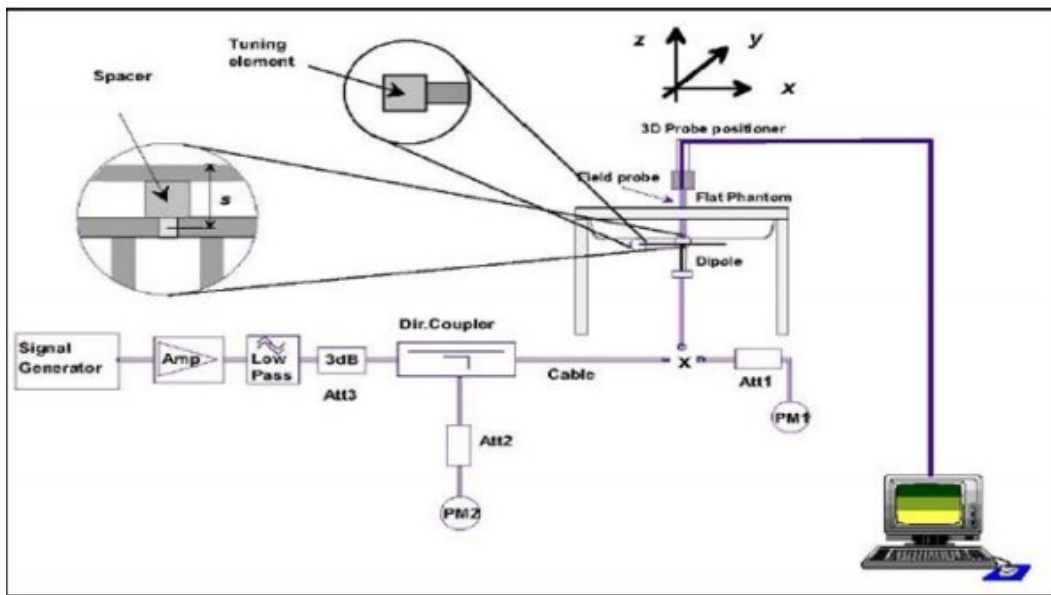 Tuning
element
Spacer
s
z
y
x
3D Probe positioner
Field probe
Flat Phantom
Dipole
Signal
Generator
Amp
Low
Pass
3dB
Att3
Dir.Coupler
Cable
x
Att1
PM1
Att2
PM2